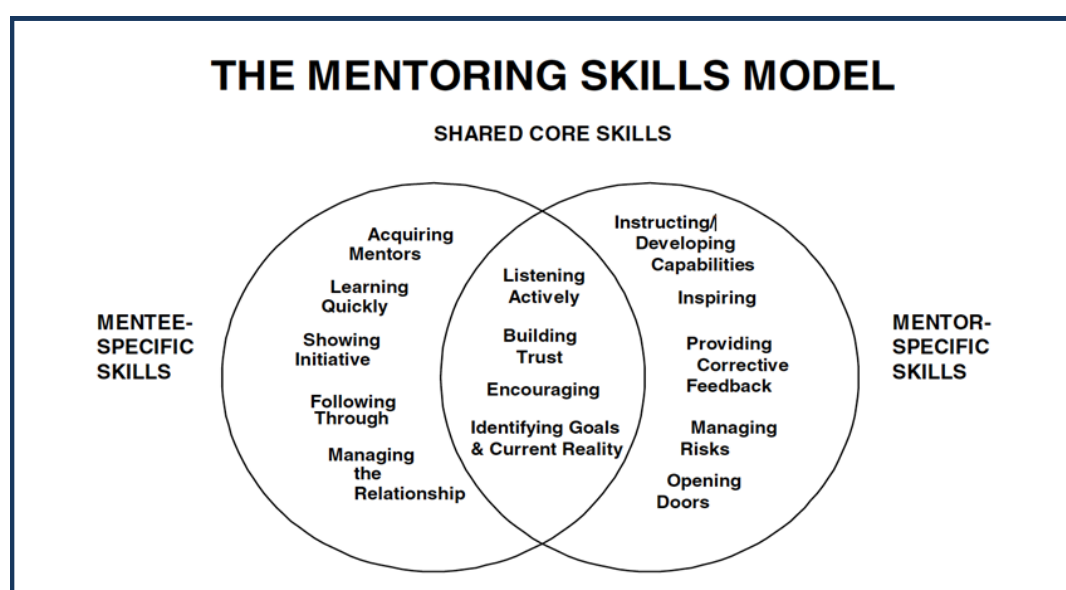 THE MENTORING SKILLS MODEL
SHARED CORE SKILLS
MENTEE-
SPECIFIC
SKILLS
Acquiring
Mentors
Learning
Quickly
Showing
Initiative
Following
Through
Managing
the
Relationship
Listening
Actively
Building
Trust
Encouraging
Identifying Goals
& Current Reality
Instructing/
Developing
Capabilities
Inspiring
Providing
Corrective
Feedback
Managing
Risks
Opening
Doors
MENTOR-
SPECIFIC
SKILLS